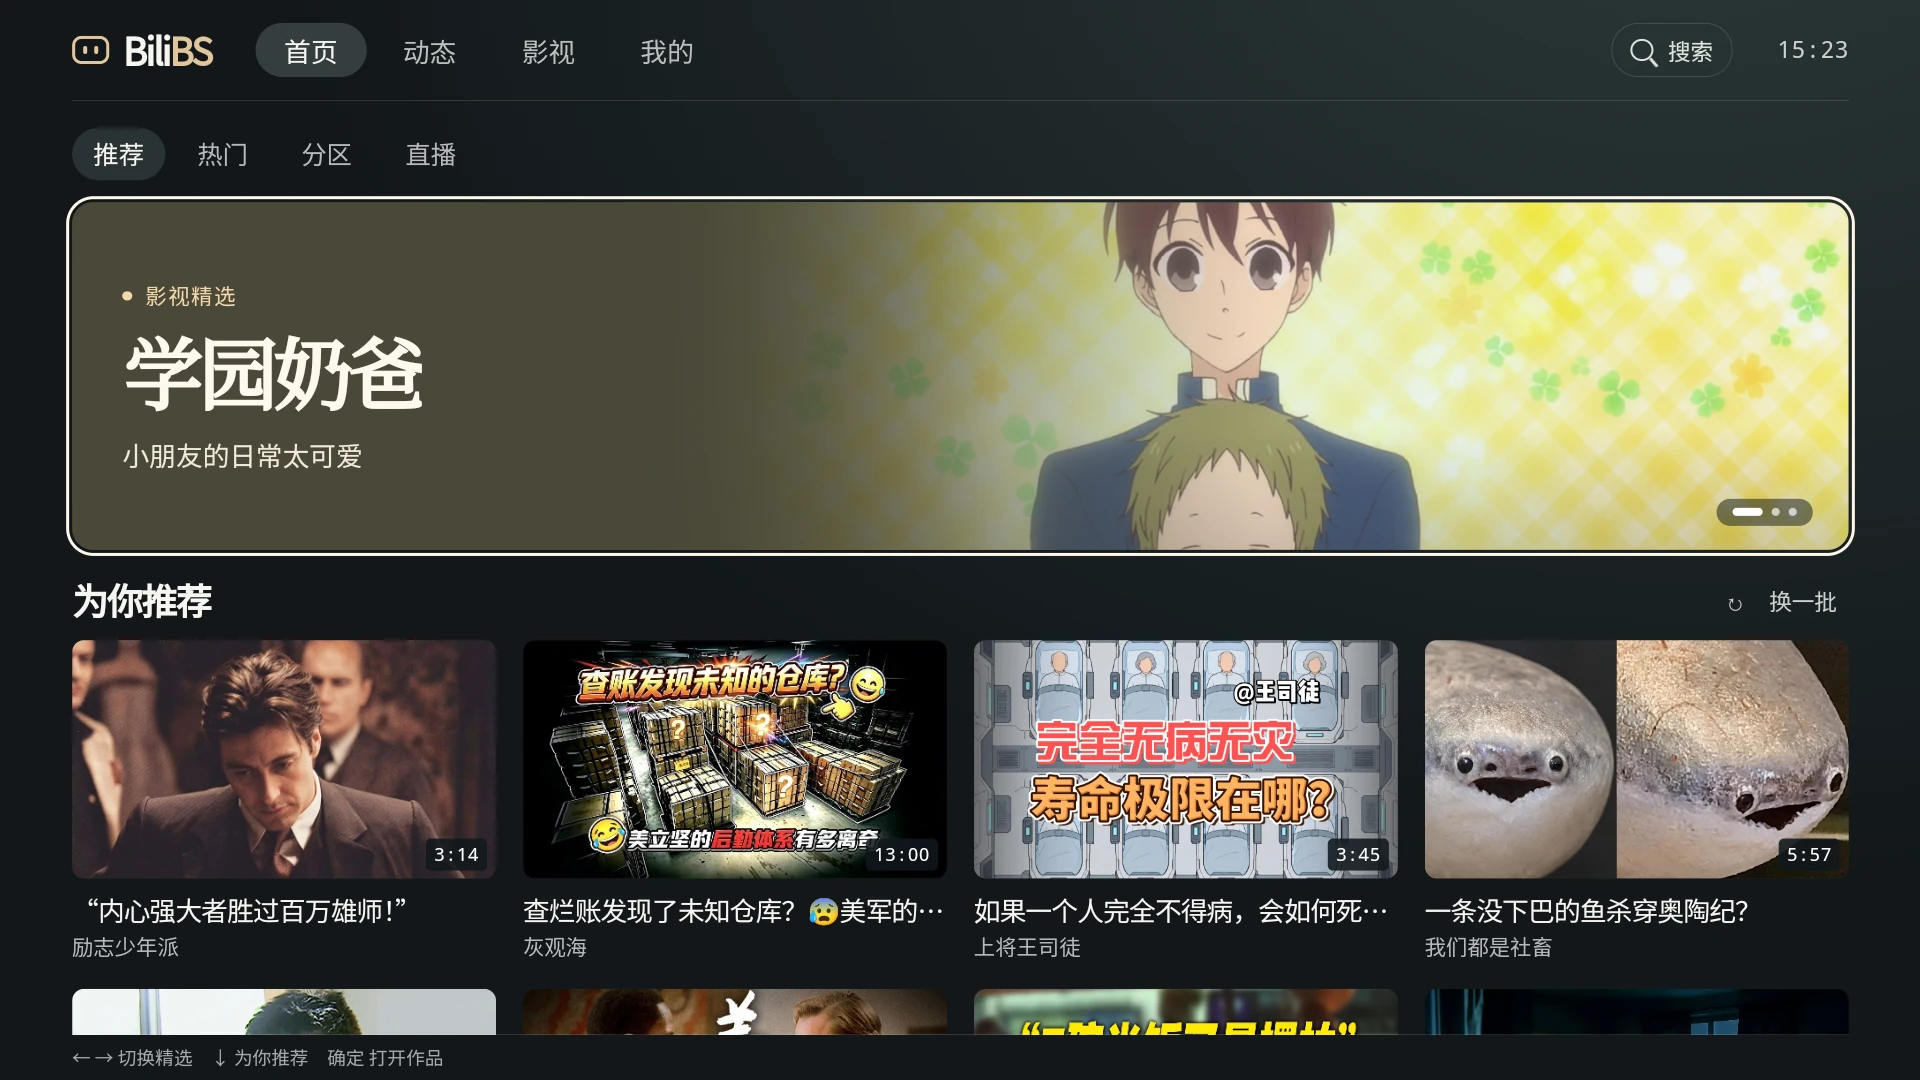 BiliBS 首页 动态 影视 我的 搜索 15:23
推荐 热门 分区 直播
影视精选
学园奶爸
小朋友的日常太可爱
为你推荐 换一批
查账发现未知的仓库？
美立坚的后勤体系有多离奇
13:00
3:14
@王司徒
完全无病无灾
寿命极限在哪？
3:45
5:57
“内心强大者胜过百万雄师！”
励志少年派
查烂账发现了未知仓库？😰美军的…
灰观海
如果一个人完全不得病，会如何死…
上将王司徒
一条没下巴的鱼杀穿奥陶纪？
我们都是社畜
←→ 切换精选 ↓ 为你推荐 确定 打开作品